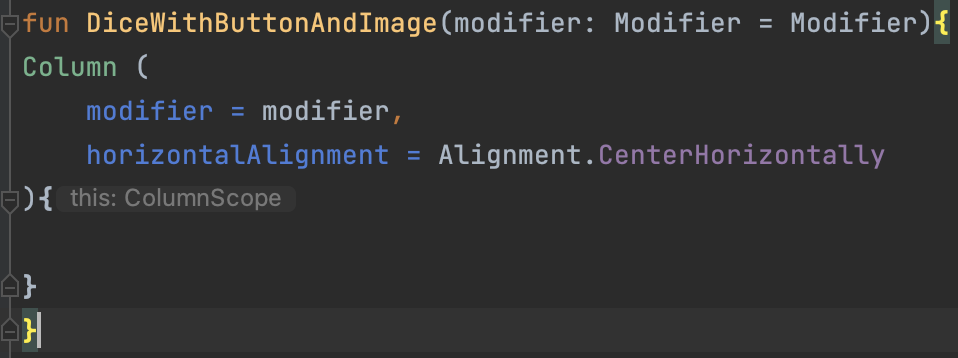 fun DiceWithButtonAndImage(modifier: Modifier = Modifier){
Column (
    modifier = modifier,
    horizontalAlignment = Alignment.CenterHorizontally
){ this: ColumnScope

}
}